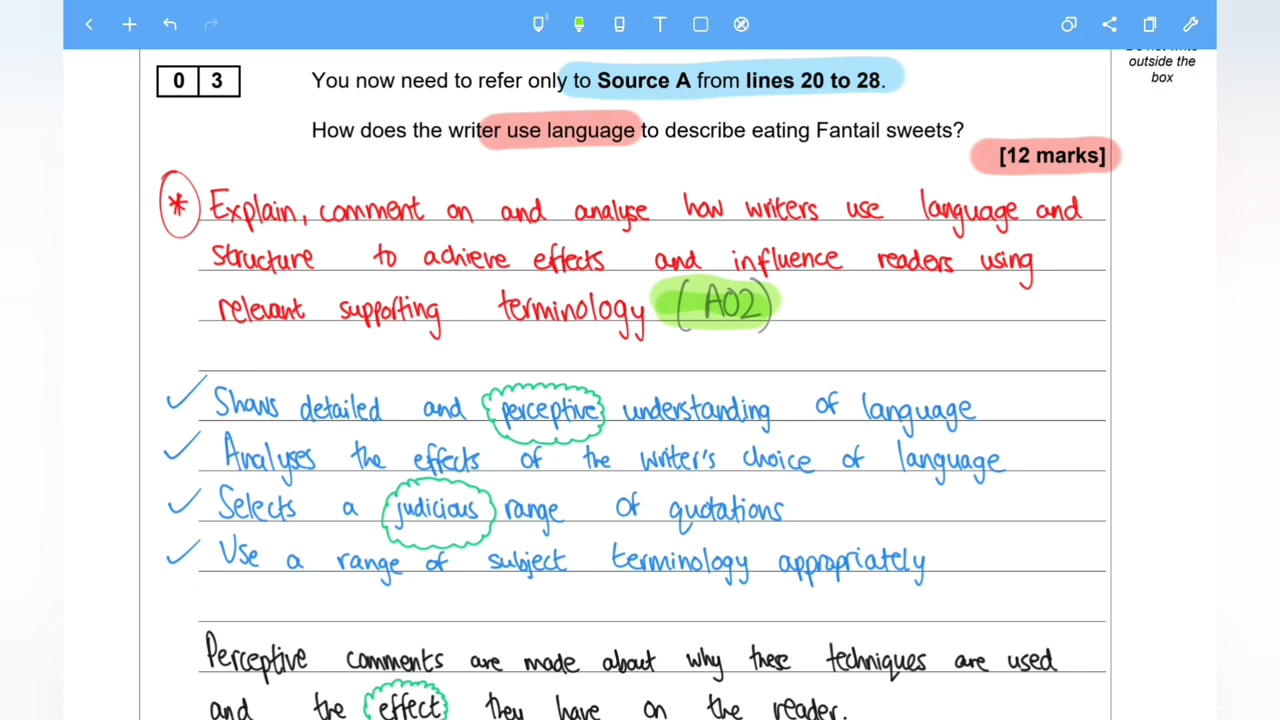 Do not write
outside the
box
0 3
You now need to refer only to Source A from lines 20 to 28.
How does the writer use language to describe eating Fantail sweets?
[12 marks]
* Explain, comment on and analyse how writers use language and
structure to achieve effects and influence readers using
relevant supporting terminology (AO2)
Shows detailed and perceptive understanding of language
Analyses the effects of the writer's choice of language
Selects a judicious range of quotations
Use a range of subject terminology appropriately
Perceptive comments are made about why these techniques are used
and the effect they have on the reader.